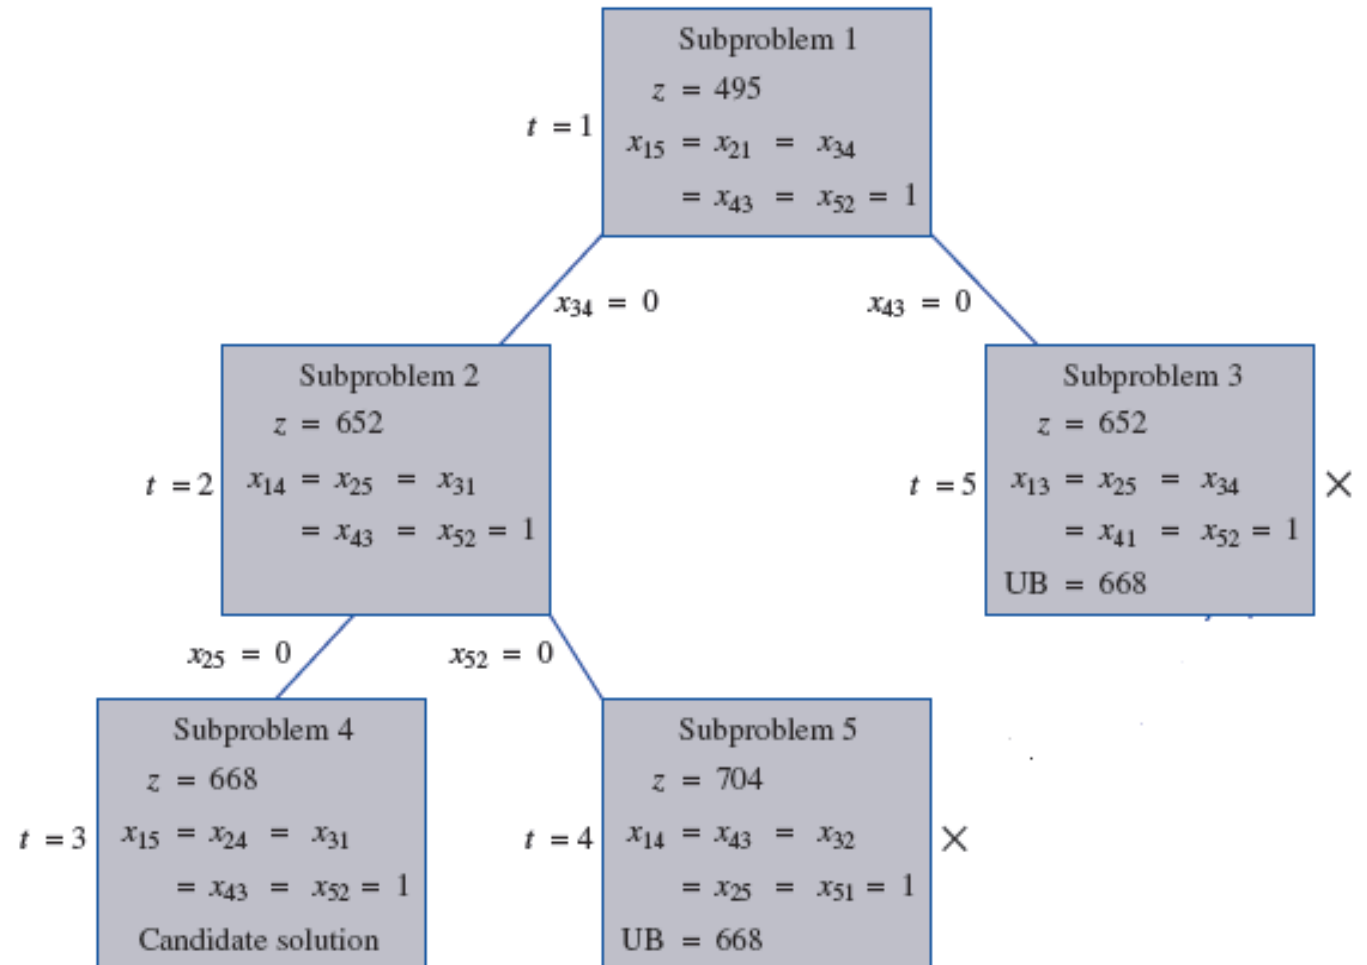 Subproblem 1
z = 495
t = 1
x₁₅ = x₂₁ = x₃₄
= x₄₃ = x₅₂ = 1
x₃₄ = 0
x₄₃ = 0
Subproblem 2
z = 652
t = 2
x₁₄ = x₂₅ = x₃₁
= x₄₃ = x₅₂ = 1
Subproblem 3
z = 652
t = 5
x₁₃ = x₂₅ = x₃₄
×
= x₄₁ = x₅₂ = 1
UB = 668
x₂₅ = 0
x₅₂ = 0
Subproblem 4
z = 668
t = 3
x₁₅ = x₂₄ = x₃₁
= x₄₃ = x₅₂ = 1
Candidate solution
Subproblem 5
z = 704
t = 4
x₁₄ = x₄₃ = x₃₂
×
= x₂₅ = x₅₁ = 1
UB = 668